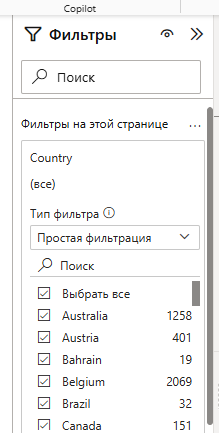 Copilot
Фильтры
Поиск
Фильтры на этой странице
...
Country
(все)
Тип фильтра
Простая фильтрация
Поиск
Выбрать все
Australia 1258
Austria 401
Bahrain 19
Belgium 2069
Brazil 32
Canada 151